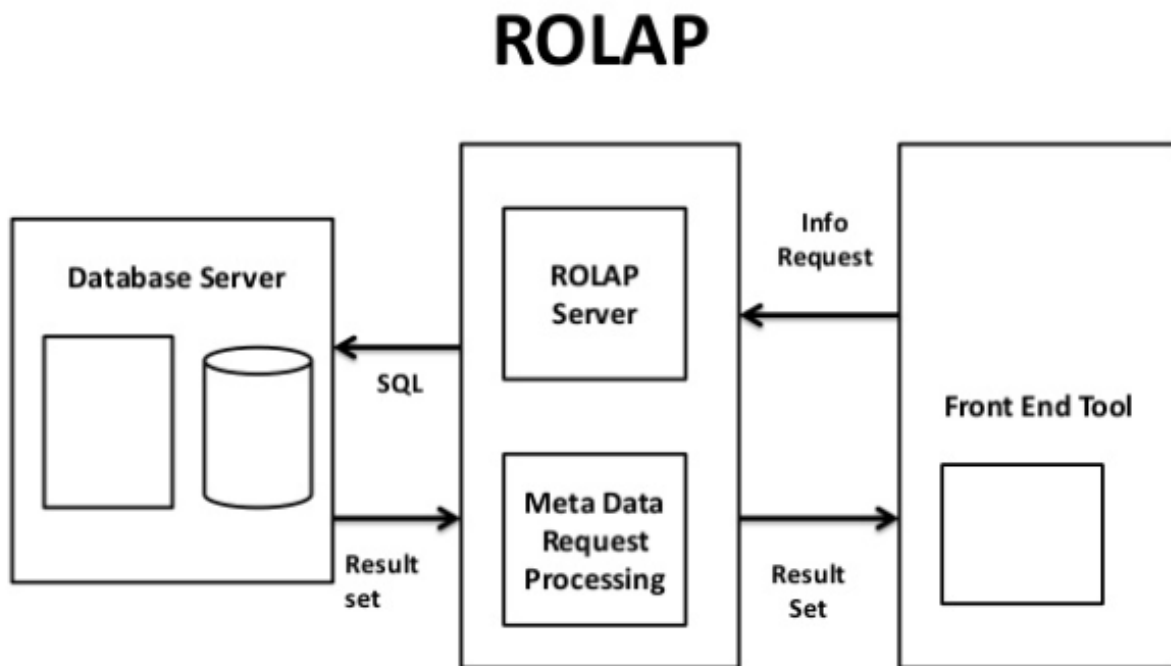 ROLAP
Database Server
SQL
Result
set
ROLAP
Server
Meta Data
Request
Processing
Info
Request
Result
Set
Front End Tool